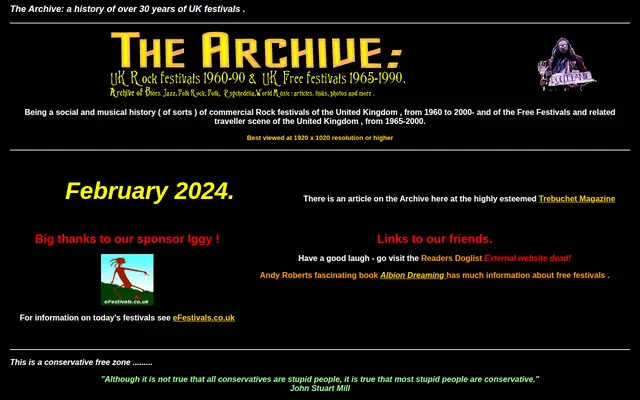 The Archive: a history of over 30 years of UK festivals .
THE ARCHIVE:
UK Rock festivals 1960-90 & UK Free festivals 1965-1990.
Archive of Blues, Jazz, Folk Rock, Folk, Psychedelia, World Music : articles, links, photos and more .
Being a social and musical history ( of sorts ) of commercial Rock festivals of the United Kingdom , from 1960 to 2000- and of the Free Festivals and related
traveller scene of the United Kingdom , from 1965-2000.
Best viewed at 1920 x 1020 resolution or higher
February 2024.
There is an article on the Archive here at the highly esteemed Trebuchet Magazine
Big thanks to our sponsor Iggy !
eFestivals.co.uk
For information on today's festivals see eFestivals.co.uk
Links to our friends.
Have a good laugh - go visit the Readers Doglist External website dead!
Andy Roberts fascinating book Albion Dreaming has much information about free festivals .
This is a conservative free zone .........
"Although it is not true that all conservatives are stupid people, it is true that most stupid people are conservative."
John Stuart Mill